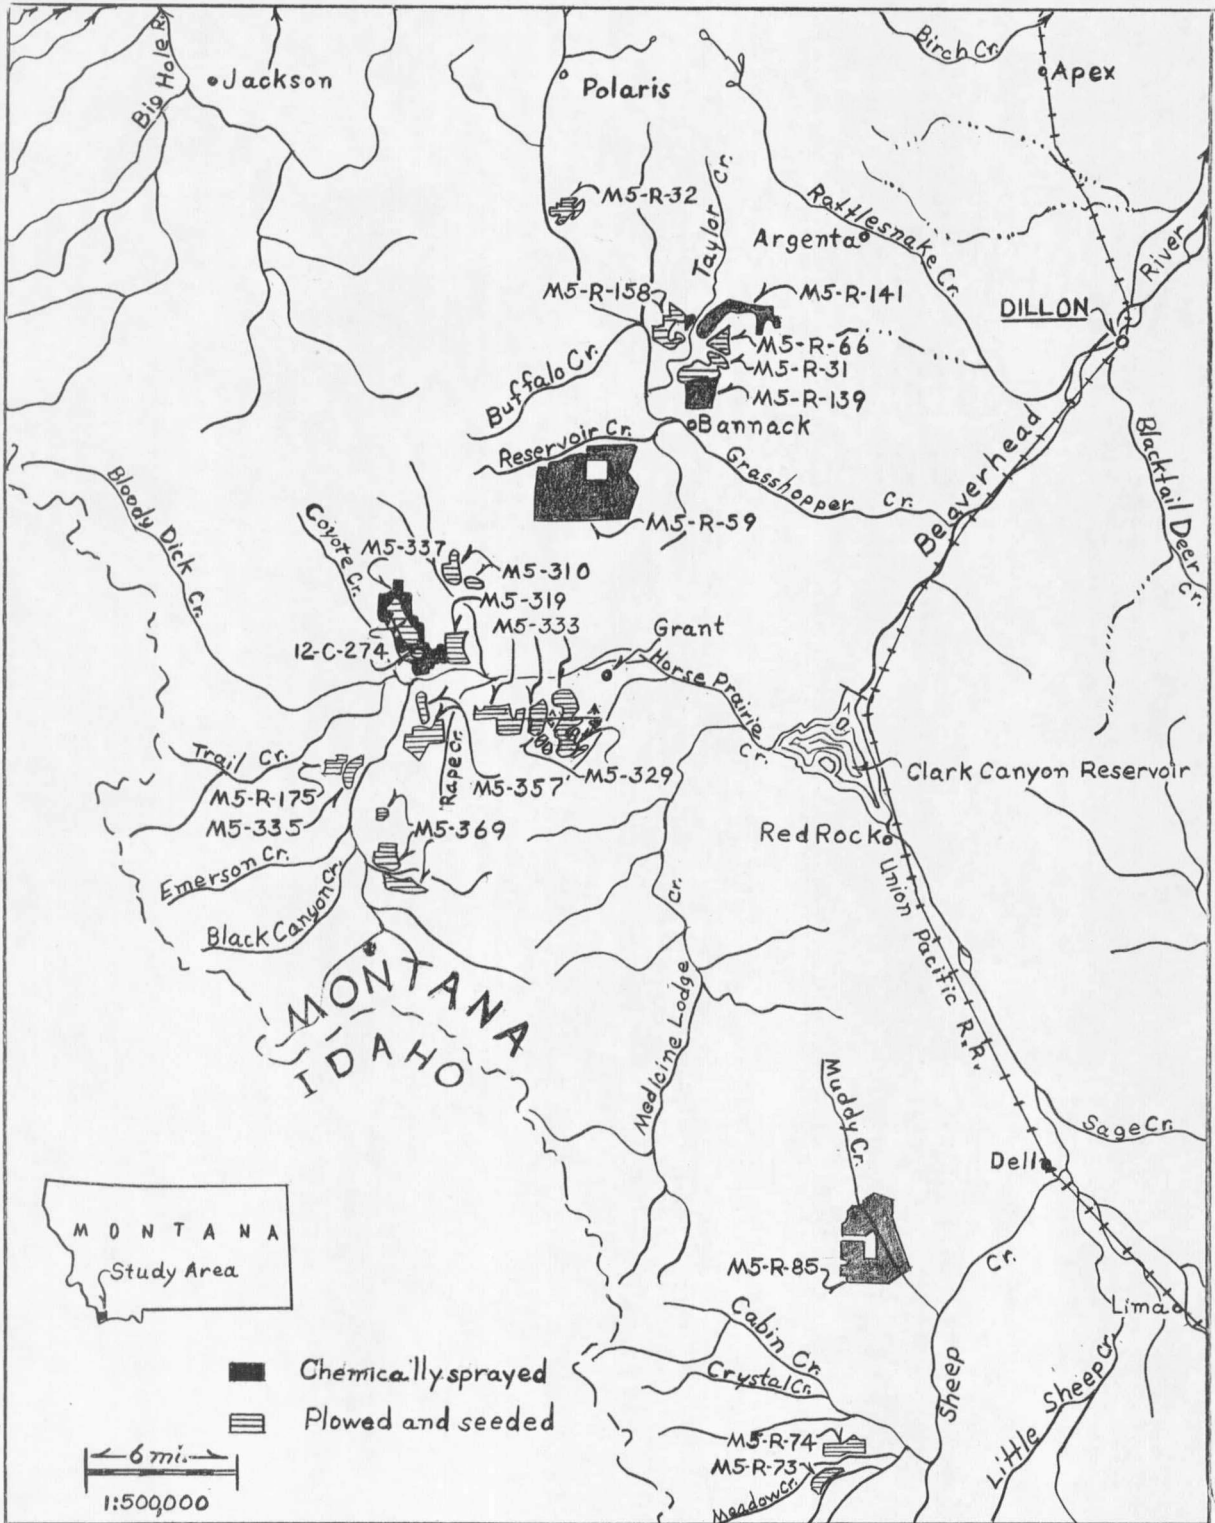 Big Hole R.
Jackson
Polaris
Birch Cr.
Apex
M5-R-32
Taylor Cr.
Rattlesnake Cr.
Argenta
River
M5-R-158
M5-R-141
DILLON
M5-R-66
M5-R-31
M5-R-139
Buffalo Cr.
Bannack
Reservoir Cr.
Grasshopper Cr.
Beaverhead
Blacktail Deer Cr.
M5-R-59
Bloody Dick Cr.
Coyote Cr.
M5-337
M5-310
M5-319
M5-333
12-C-274
Grant
Horse Prairie Cr.
Trail Cr.
M5-R-175
M5-335
Rape Cr.
M5-357
M5-329
Clark Canyon Reservoir
M5-369
Red Rock
Emerson Cr.
Black Canyon Cr.
Union Pacific R.R.
MONTANA
IDAHO
Medicine Lodge Cr.
Muddy Cr.
Sage Cr.
Dell
MONTANA
Study Area
M5-R-85
Sheep Cr.
Lima
Cabin Cr.
Crystal Cr.
Little Sheep Cr.
Chemically sprayed
Plowed and seeded
M5-R-74
M5-R-73
Meadow Cr.
6 mi.
1:500,000